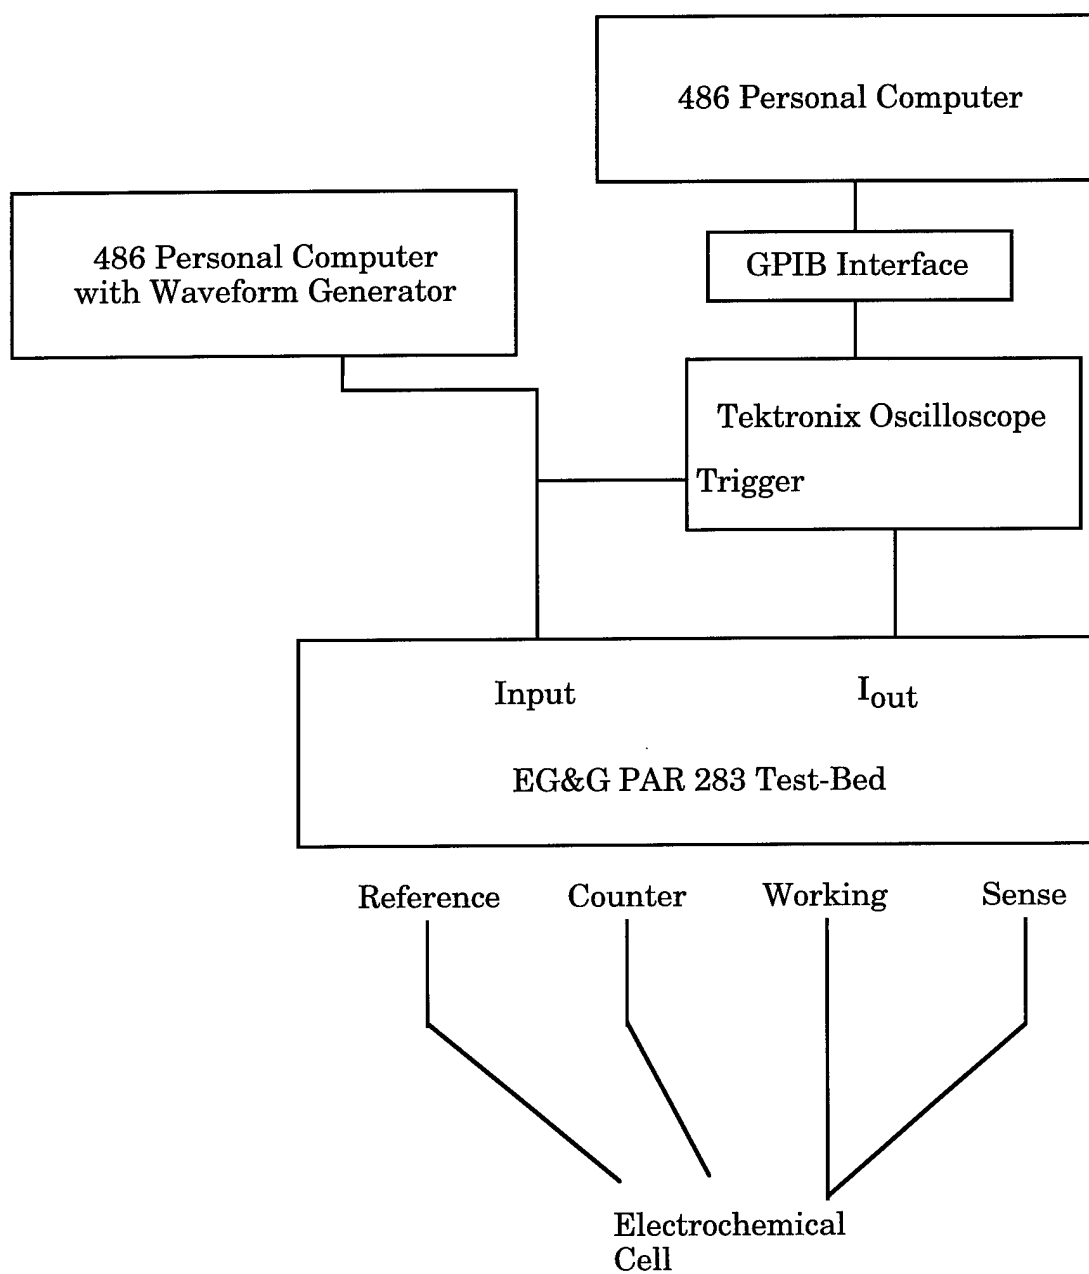 486 Personal Computer
486 Personal Computer
with Waveform Generator
GPIB Interface
Tektronix Oscilloscope
Trigger
Input
Iout
EG&G PAR 283 Test-Bed
Reference
Counter
Working
Sense
Electrochemical
Cell